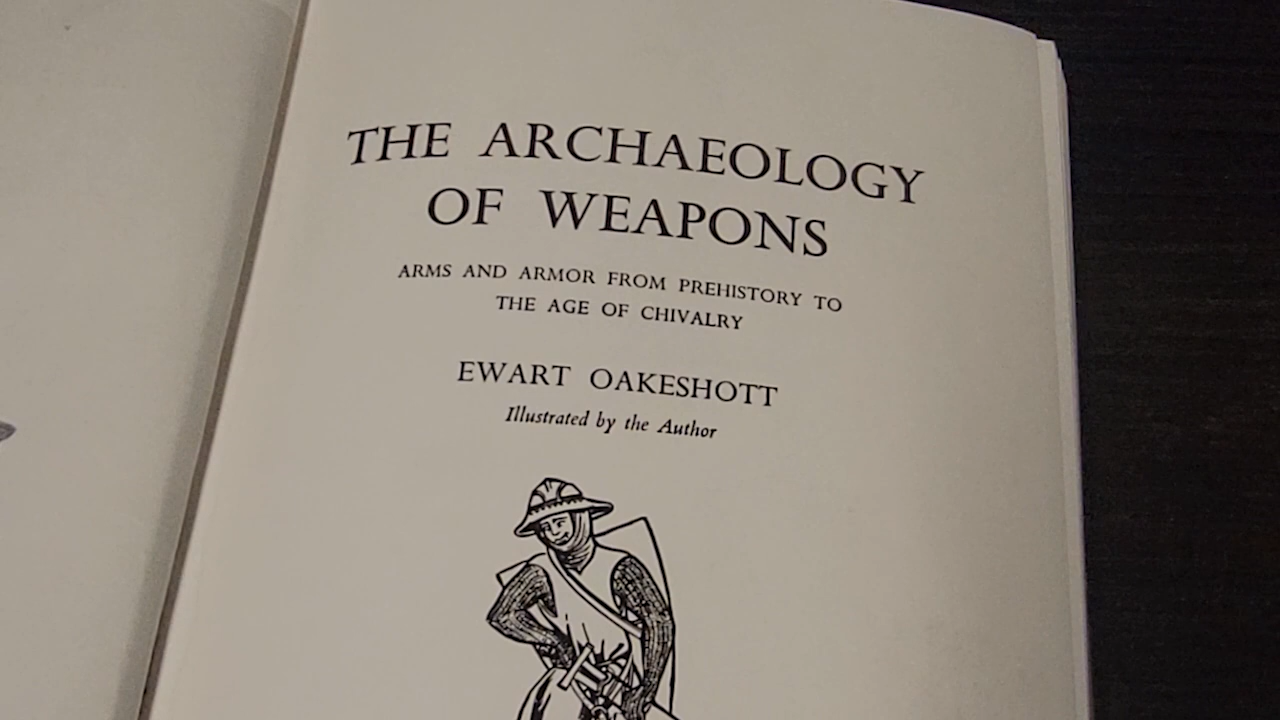 THE ARCHAEOLOGY
OF WEAPONS
ARMS AND ARMOR FROM PREHISTORY TO
THE AGE OF CHIVALRY
EWART OAKESHOTT
Illustrated by the Author